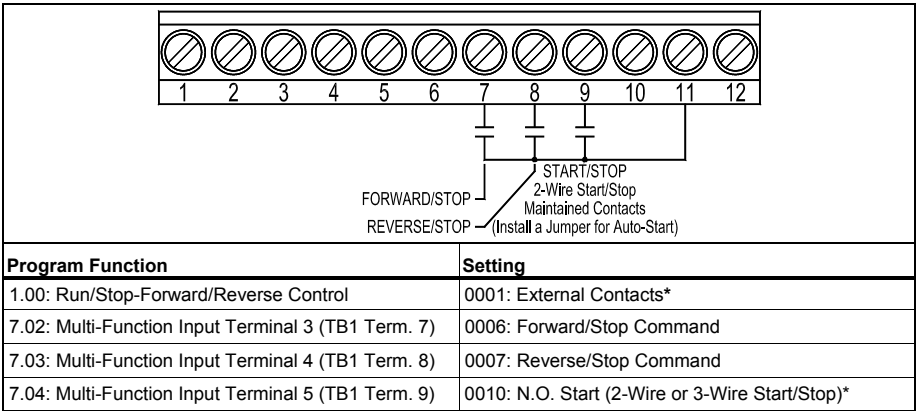 1 2 3 4 5 6 7 8 9 10 11 12
START/STOP
2-Wire Start/Stop
Maintained Contacts
(Install a Jumper for Auto-Start)
FORWARD/STOP
REVERSE/STOP
Program Function Setting
1.00: Run/Stop-Forward/Reverse Control 0001: External Contacts*
7.02: Multi-Function Input Terminal 3 (TB1 Term. 7) 0006: Forward/Stop Command
7.03: Multi-Function Input Terminal 4 (TB1 Term. 8) 0007: Reverse/Stop Command
7.04: Multi-Function Input Terminal 5 (TB1 Term. 9) 0010: N.O. Start (2-Wire or 3-Wire Start/Stop)*